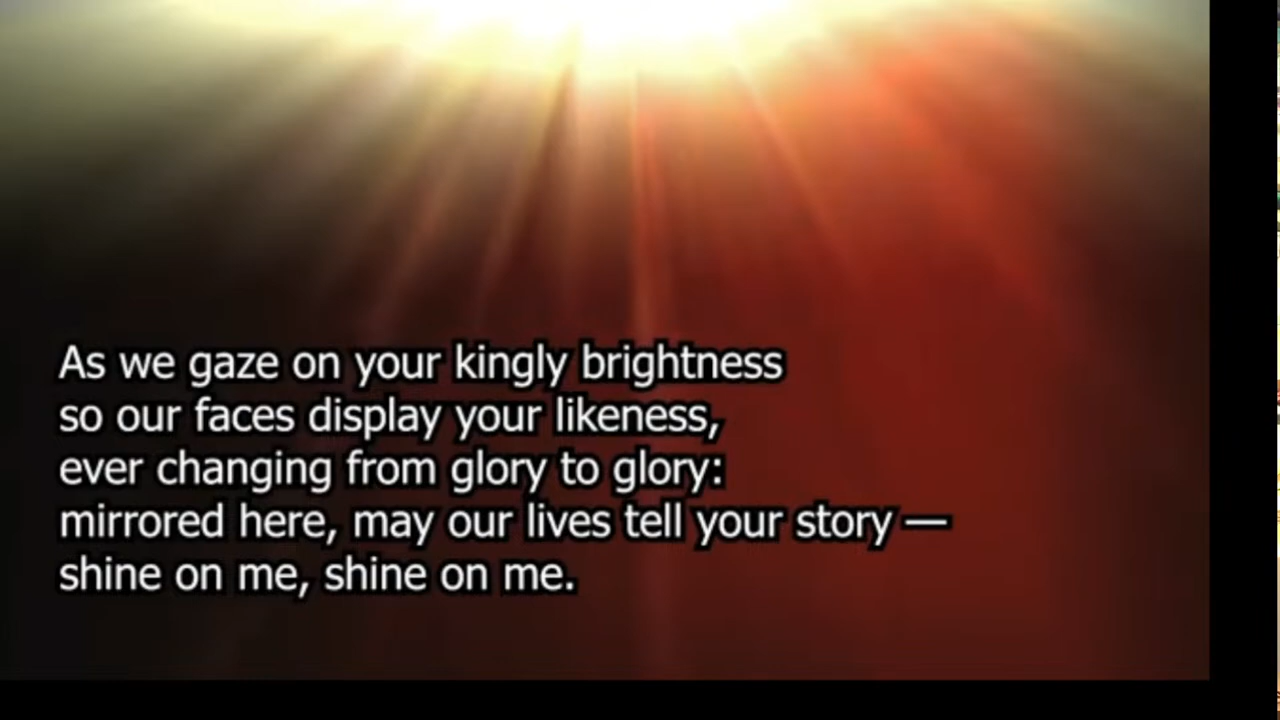 As we gaze on your kingly brightness
so our faces display your likeness,
ever changing from glory to glory:
mirrored here, may our lives tell your story —
shine on me, shine on me.